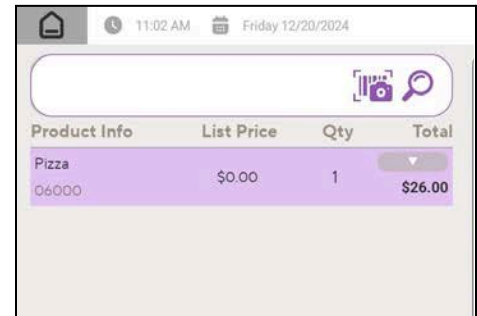 11:02 AM Friday 12/20/2024
Product Info List Price Qty Total
Pizza
06000 $0.00 1 $26.00